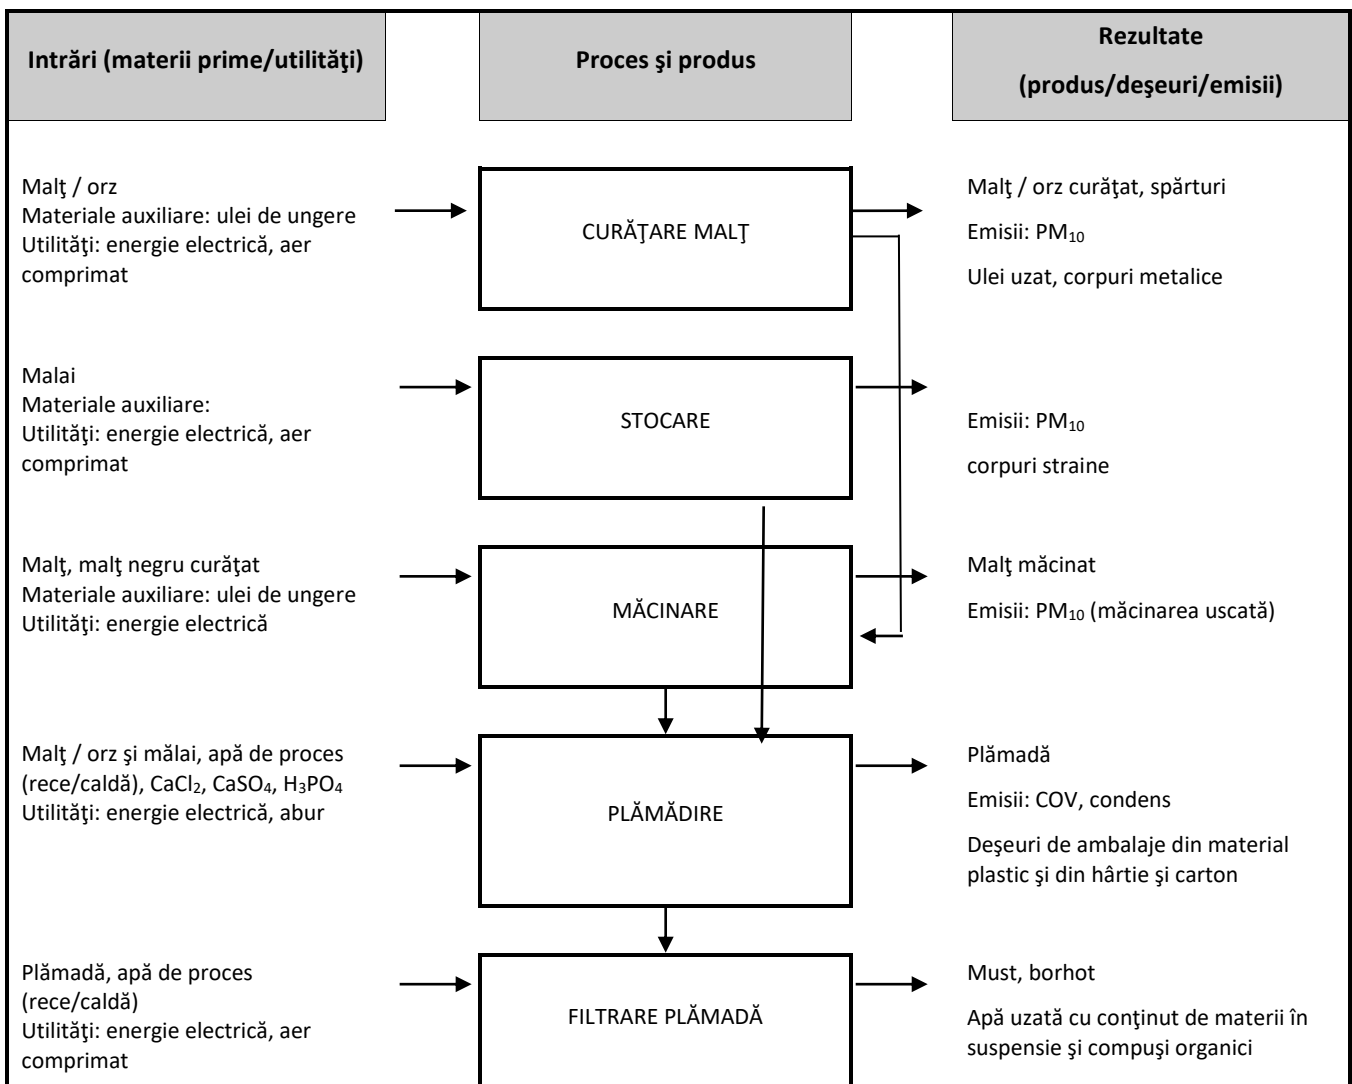 Intrări (materii prime/utilităţi)
Proces şi produs
Rezultate
(produs/deşeuri/emisii)
Malţ / orz
Materiale auxiliare: ulei de ungere
Utilităţi: energie electrică, aer
comprimat
CURĂŢARE MALŢ
Malţ / orz curăţat, spărturi
Emisii: PM₁₀
Ulei uzat, corpuri metalice
Malai
Materiale auxiliare:
Utilităţi: energie electrică, aer
comprimat
STOCARE
Emisii: PM₁₀
corpuri straine
Malţ, malţ negru curăţat
Materiale auxiliare: ulei de ungere
Utilităţi: energie electrică
MĂCINARE
Malţ măcinat
Emisii: PM₁₀ (măcinarea uscată)
Malţ / orz şi mălai, apă de proces
(rece/caldă), CaCl₂, CaSO₄, H₃PO₄
Utilităţi: energie electrică, abur
PLĂMĂDIRE
Plămadă
Emisii: COV, condens
Deşeuri de ambalaje din material
plastic şi din hârtie şi carton
Plămadă, apă de proces
(rece/caldă)
Utilităţi: energie electrică, aer
comprimat
FILTRARE PLĂMADĂ
Must, borhot
Apă uzată cu conţinut de materii în
suspensie şi compuşi organici